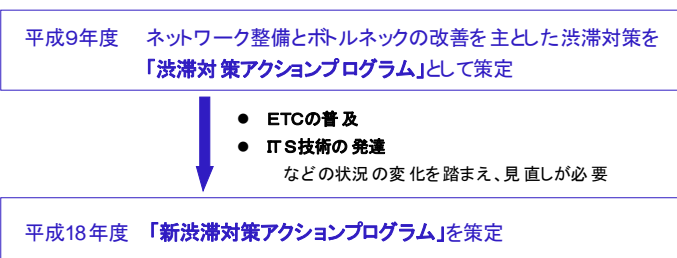 平成9年度　ネットワーク整備とボトルネックの改善を主とした渋滞対策を
「渋滞対策アクションプログラム」として策定
● ETCの普及
● ITS技術の発達
などの状況の変化を踏まえ、見直しが必要
平成18年度　「新渋滞対策アクションプログラム」を策定